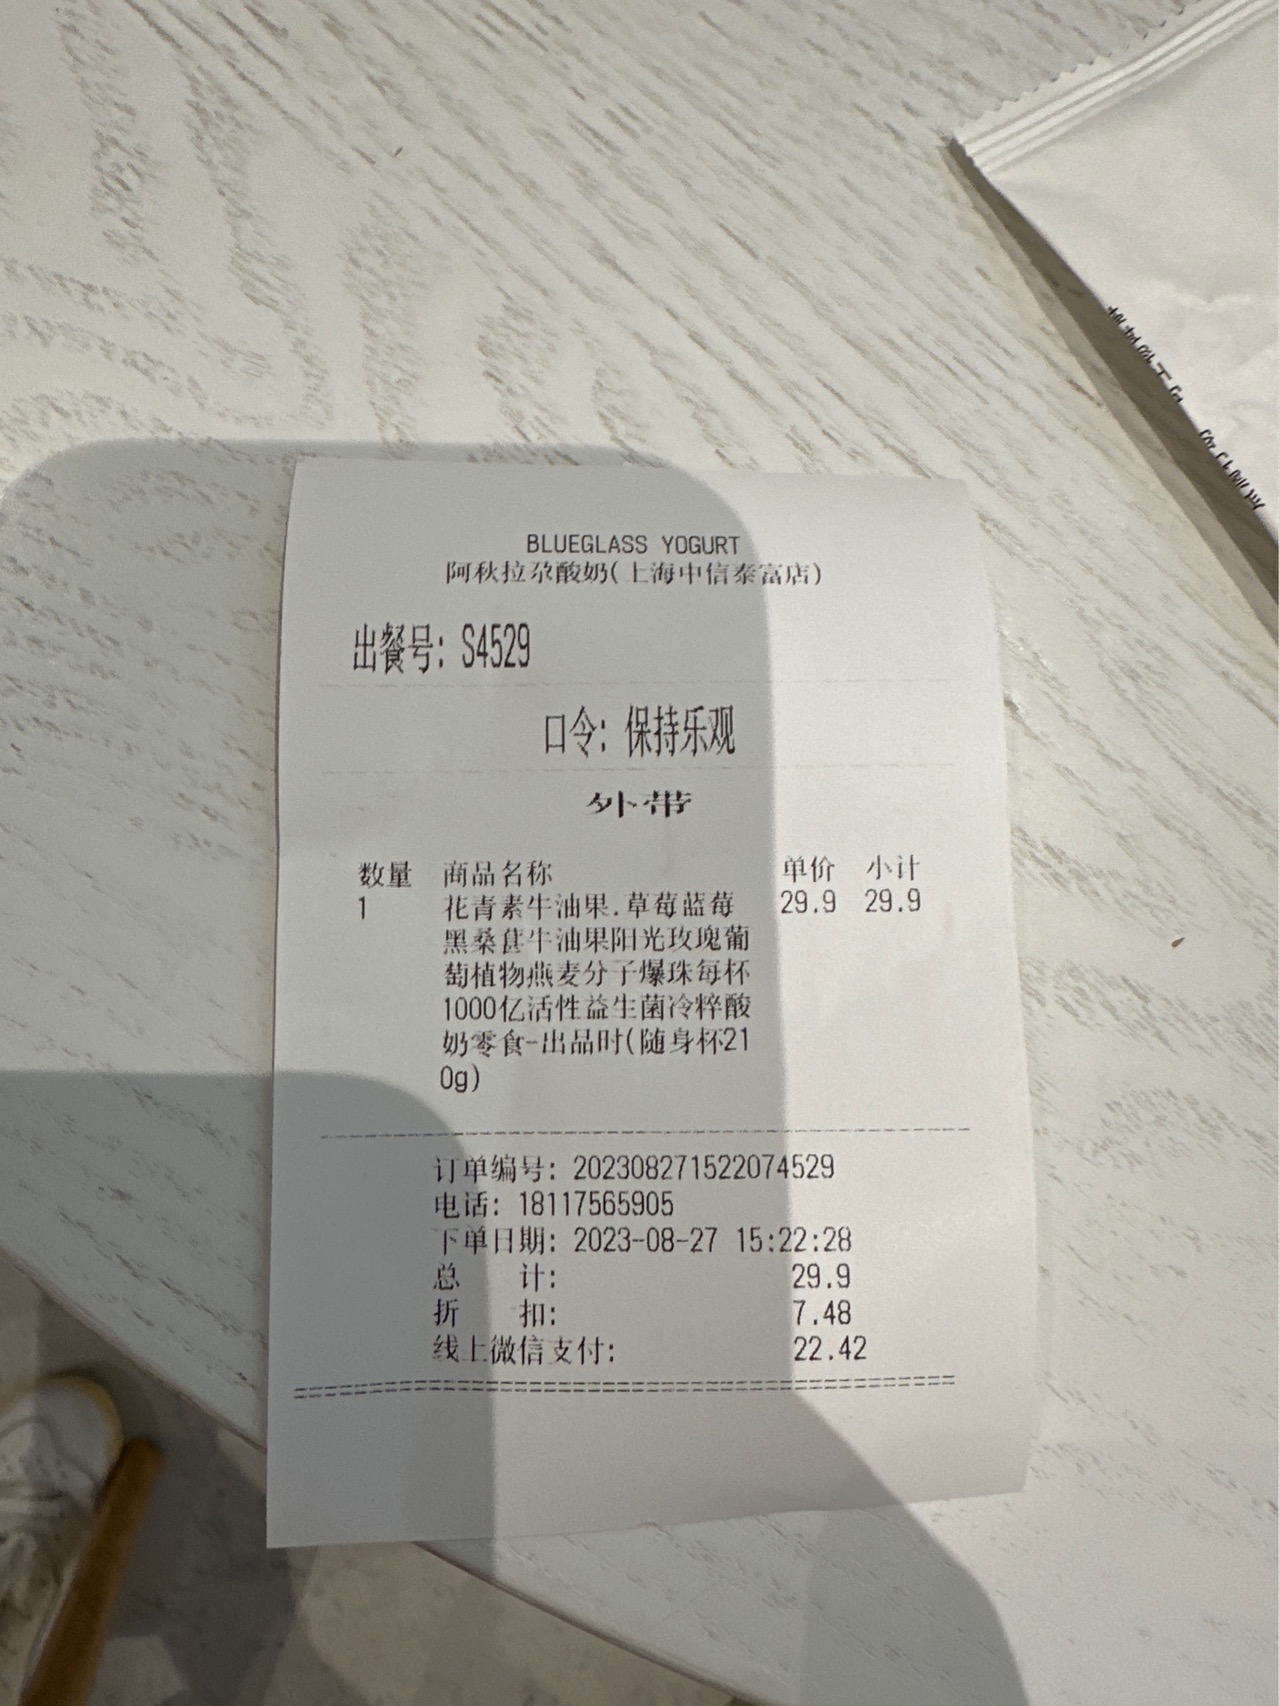 BLUEGLASS YOGURT
阿秋拉尕酸奶(上海中信泰富店)
出餐号: S4529
口令: 保持乐观
外带
数量 商品名称 单价 小计
1 花青素牛油果.草莓蓝莓 29.9 29.9
黑桑葚牛油果阳光玫瑰葡
萄植物燕麦分子爆珠每杯
1000亿活性益生菌冷粹酸
奶零食-出品时(随身杯21
0g)
订单编号: 202308271522074529
电话: 18117565905
下单日期: 2023-08-27 15:22:28
总 计: 29.9
折 扣: 7.48
线上微信支付: 22.42